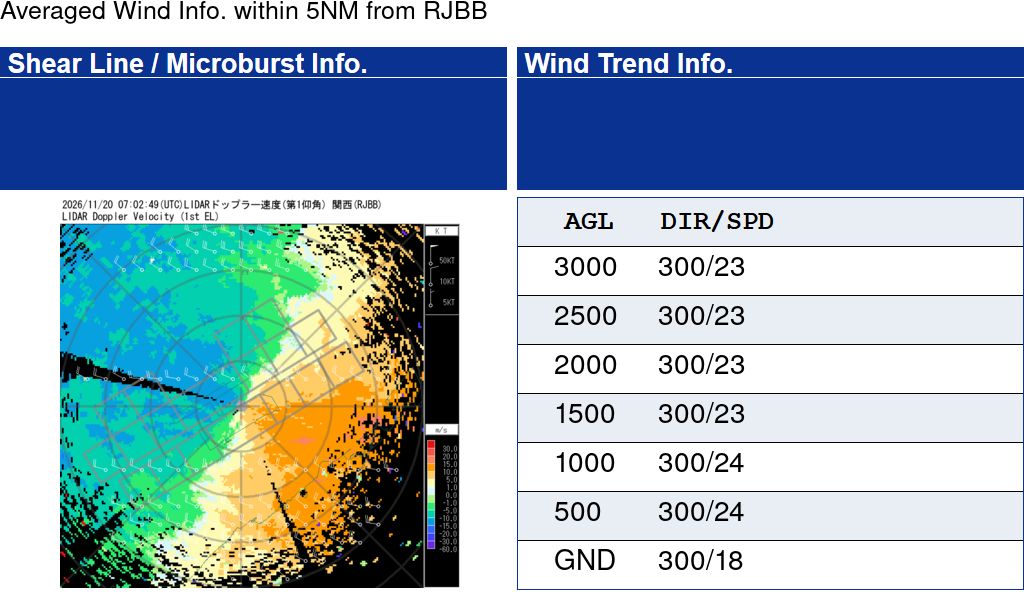 Averaged Wind Info. within 5NM from RJBB
Shear Line / Microburst Info.
Wind Trend Info.
2026/11/20 07:02:49(UTC)LIDARドップラー速度(第1仰角) 関西(RJBB)
LIDAR Doppler Velocity (1st EL)
KT
50KT
10KT
5KT
m/s
30.0
20.0
15.0
10.0
5.0
1.0
0.0
-1.0
-5.0
-10.0
-15.0
-20.0
-30.0
-60.0
AGL DIR/SPD
3000 300/23
2500 300/23
2000 300/23
1500 300/23
1000 300/24
500 300/24
GND 300/18